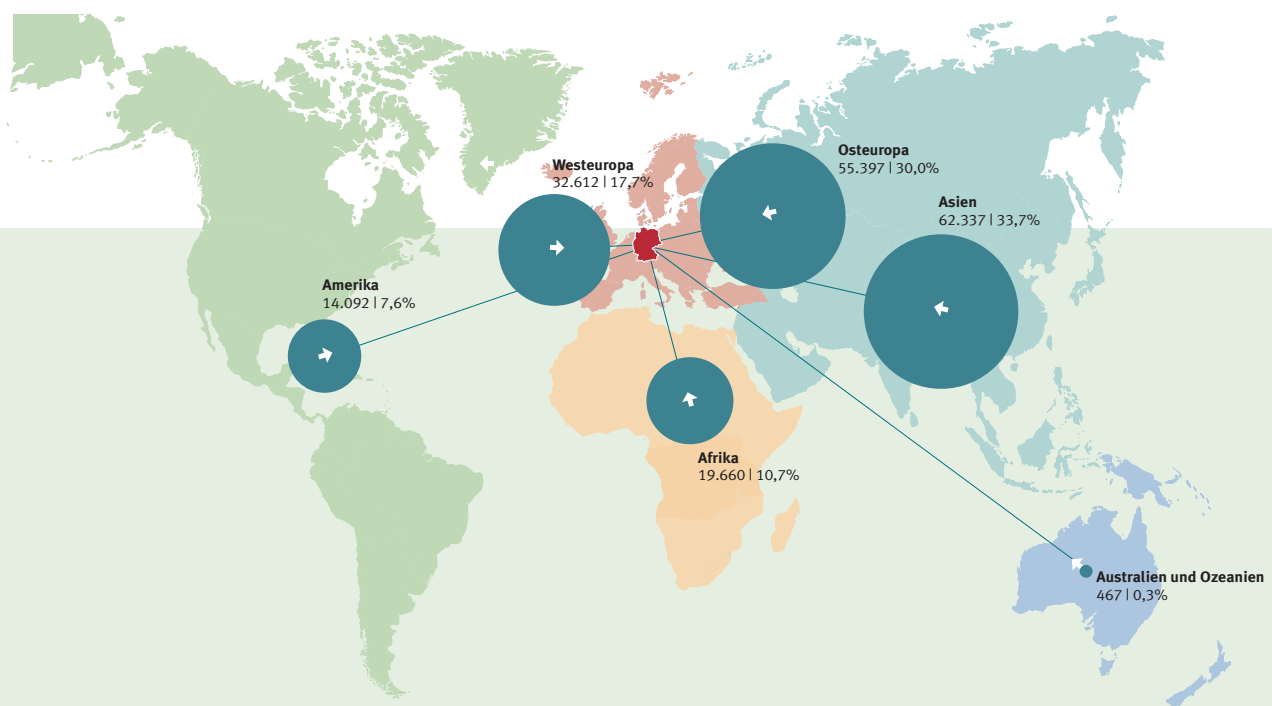 Westeuropa
32.612 | 17,7%
Osteuropa
55.397 | 30,0%
Asien
62.337 | 33,7%
Amerika
14.092 | 7,6%
Afrika
19.660 | 10,7%
Australien und Ozeanien
467 | 0,3%